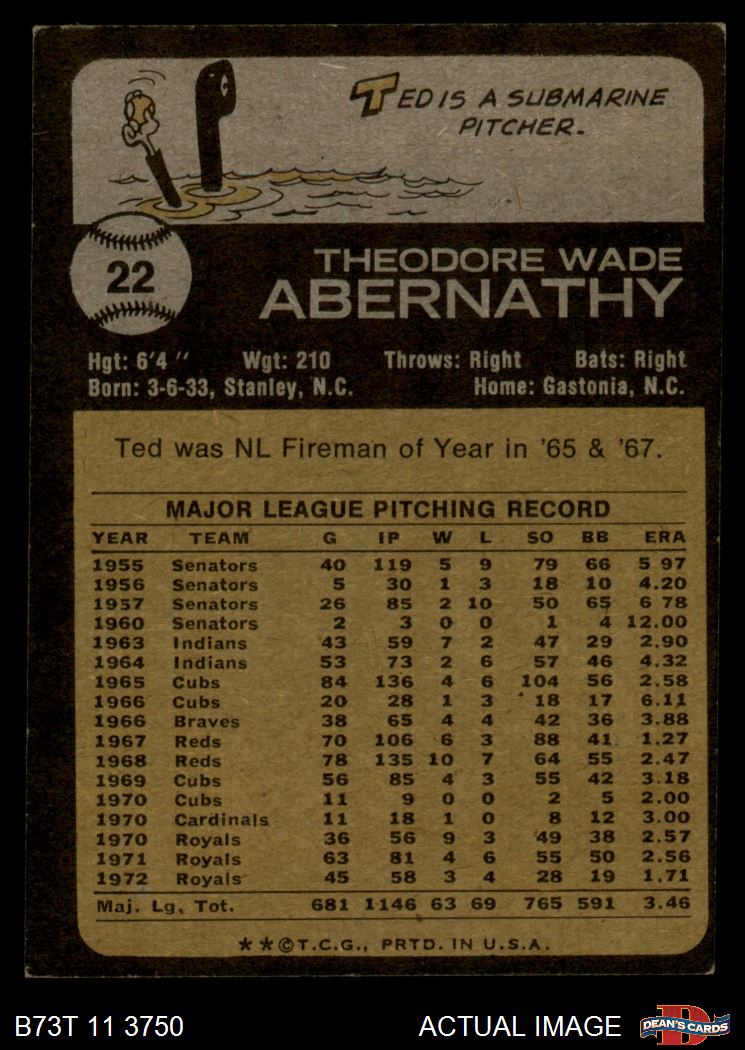 TED IS A SUBMARINE
PITCHER.
22
THEODORE WADE
ABERNATHY
Hgt: 6'4" Wgt: 210 Throws: Right Bats: Right
Born: 3-6-33, Stanley, N.C. Home: Gastonia, N.C.
Ted was NL Fireman of Year in '65 & '67.
MAJOR LEAGUE PITCHING RECORD
YEAR TEAM G IP W L SO BB ERA
1955 Senators 40 119 5 9 79 66 5 97
1956 Senators 5 30 1 3 18 10 4.20
1957 Senators 26 85 2 10 50 65 6 78
1960 Senators 2 3 0 0 1 4 12.00
1963 Indians 43 59 7 2 47 29 2.90
1964 Indians 53 73 2 6 57 46 4.32
1965 Cubs 84 136 4 6 104 56 2.58
1966 Cubs 20 28 1 3 18 17 6.11
1966 Braves 38 65 4 4 42 36 3.88
1967 Reds 70 106 6 3 88 41 1.27
1968 Reds 78 135 10 7 64 55 2.47
1969 Cubs 56 85 4 3 55 42 3.18
1970 Cubs 11 9 0 0 2 5 2.00
1970 Cardinals 11 18 1 0 8 12 3.00
1970 Royals 36 56 9 3 49 38 2.57
1971 Royals 63 81 4 6 55 50 2.56
1972 Royals 45 58 3 4 28 19 1.71
Maj. Lg. Tot. 681 1146 63 69 765 591 3.46
★★©T.C.G., PRTD. IN U.S.A.
B73T 11 3750 ACTUAL IMAGE DEAN'S CARDS